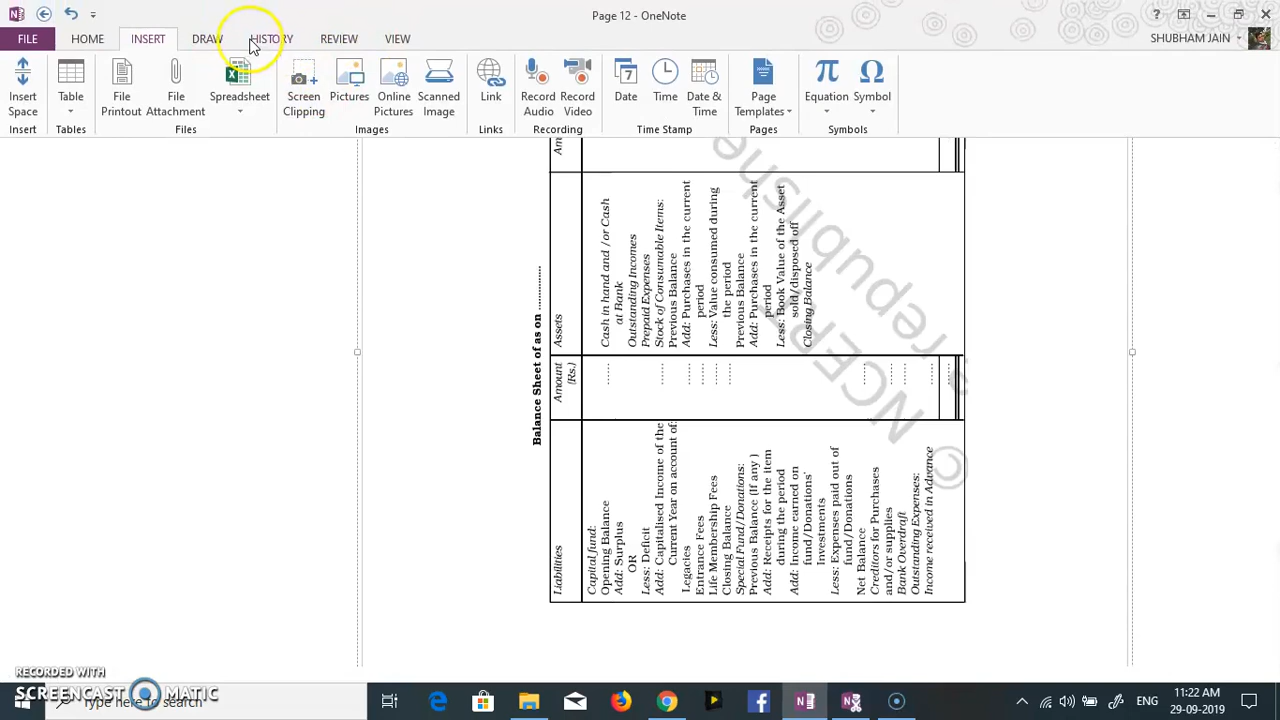 Page 12 - OneNote
FILE HOME INSERT DRAW HISTORY REVIEW VIEW
SHUBHAM JAIN
Insert Space
Table
File Printout
File Attachment
Spreadsheet
Screen Clipping
Pictures
Online Pictures
Scanned Image
Link
Record Audio
Record Video
Date
Time
Date & Time
Page Templates
Equation
Symbol
Insert Tables Files Images Links Recording Time Stamp Pages Symbols
Balance Sheet of as on ................
Liabilities
Amount
(Rs.)
Assets
Am
Capital fund:
Opening Balance
Add: Surplus
OR
Less: Deficit
Add: Capitalised Income of the
Current Year on account of:
Legacies
Entrance Fees
Life Membership Fees
Closing Balance
Special Fund/Donations:
Previous Balance (If any )
Add: Receipts for the item
during the period
Add: Income earned on
fund/Donations'
Investments
Less: Expenses paid out of
fund/Donations
Net Balance
Creditors for Purchases
and/or supplies
Bank Overdraft
Outstanding Expenses:
Income received in Advance
Cash in hand and /or Cash
at Bank
Outstanding Incomes
Prepaid Expenses
Stock of Consumable Items:
Previous Balance
Add: Purchases in the current
period
Less: Value consumed during
the period
Previous Balance
Add: Purchases in the current
period
Less: Book Value of the Asset
sold/disposed off
Closing Balance
© NCERT
e republishe
RECORDED WITH
SCREENCAST MATIC
Type here to search
ENG
11:22 AM
29-09-2019